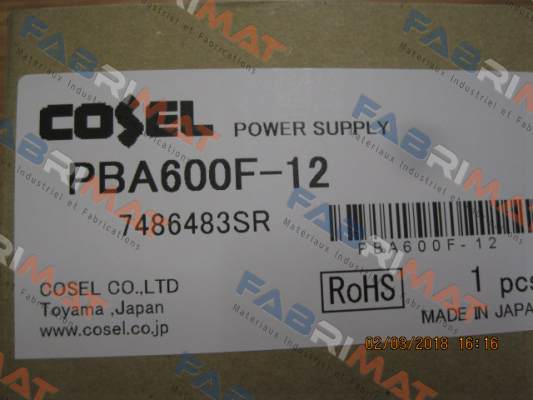 COSEL POWER SUPPLY
PBA600F-12
7486483SR
PBA600F-12
COSEL CO.,LTD
Toyama ,Japan
www.cosel.co.jp
RoHS
1 pcs
MADE IN JAPA
02/03/2018 16:16
FABRIMAT
Materiaux Industriel et Fabrications